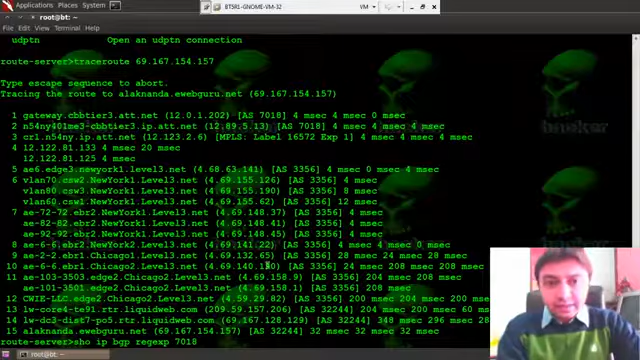 Applications Places System
BT5R1-GNOME-VM-32
VM
root@bt: ~
File Edit View Terminal Help
udptn Open an udptn connection
route-server>traceroute 69.167.154.157
Type escape sequence to abort.
Tracing the route to alaknanda.ewebguru.net (69.167.154.157)
1 gateway.cbbtier3.att.net (12.0.1.202) [AS 7018] 4 msec 4 msec 0 msec
2 n54ny401me3-cbbtier3.ip.att.net (12.89.5.13) [AS 7018] 4 msec 4 msec 4 msec
3 cr1.n54ny.ip.att.net (12.123.2.6) [MPLS: Label 16572 Exp 1] 4 msec 4 msec
4 12.122.81.133 4 msec 20 msec
12.122.81.125 4 msec
5 ae6.edge3.newyork1.level3.net (4.68.63.141) [AS 3356] 4 msec 0 msec 4 msec
6 vlan70.csw2.NewYork1.Level3.net (4.69.155.126) [AS 3356] 4 msec
vlan80.csw3.NewYork1.Level3.net (4.69.155.190) [AS 3356] 8 msec
vlan60.csw1.NewYork1.Level3.net (4.69.155.62) [AS 3356] 12 msec
7 ae-72-72.ebr2.NewYork1.Level3.net (4.69.148.37) [AS 3356] 4 msec
ae-82-82.ebr2.NewYork1.Level3.net (4.69.148.41) [AS 3356] 4 msec
ae-92-92.ebr2.NewYork1.Level3.net (4.69.148.45) [AS 3356] 4 msec
8 ae-6-6.ebr2.NewYork2.Level3.net (4.69.141.22) [AS 3356] 4 msec 4 msec 0 msec
9 ae-2-2.ebr1.Chicago1.Level3.net (4.69.132.65) [AS 3356] 28 msec 24 msec 28 msec
10 ae-6-6.ebr1.Chicago2.Level3.net (4.69.140.190) [AS 3356] 24 msec 208 msec 208 msec
11 ae-103-3503.edge2.Chicago2.Level3.net (4.69.158.9) [AS 3356] 204 msec 208 msec
ae-101-3501.edge2.Chicago2.Level3.net (4.69.158.1) [AS 3356] 208 msec
12 CWIE-LLC.edge2.Chicago2.Level3.net (4.59.29.82) [AS 3356] 200 msec 204 msec 200
13 lw-core4-te91.rtr.liquidweb.com (209.59.157.206) [AS 32244] 200 msec 200 msec 60 m
14 lw-dc3-dist7-po5.rtr.liquidweb.com (69.167.128.129) [AS 32244] 348 msec 296 msec 28
15 alaknanda.ewebguru.net (69.167.154.157) [AS 32244] 32 msec 32 msec 32 msec
route-server>sho ip bgp regexp 7018
root@bt: ~